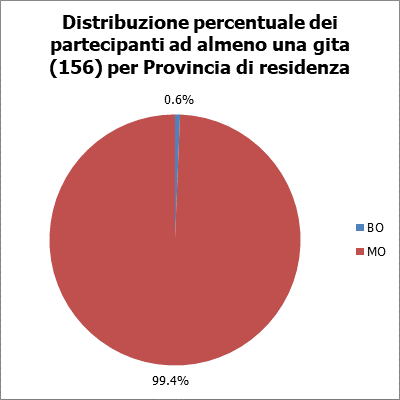 Distribuzione percentuale dei
partecipanti ad almeno una gita
(156) per Provincia di residenza
0.6%
BO
MO
99.4%